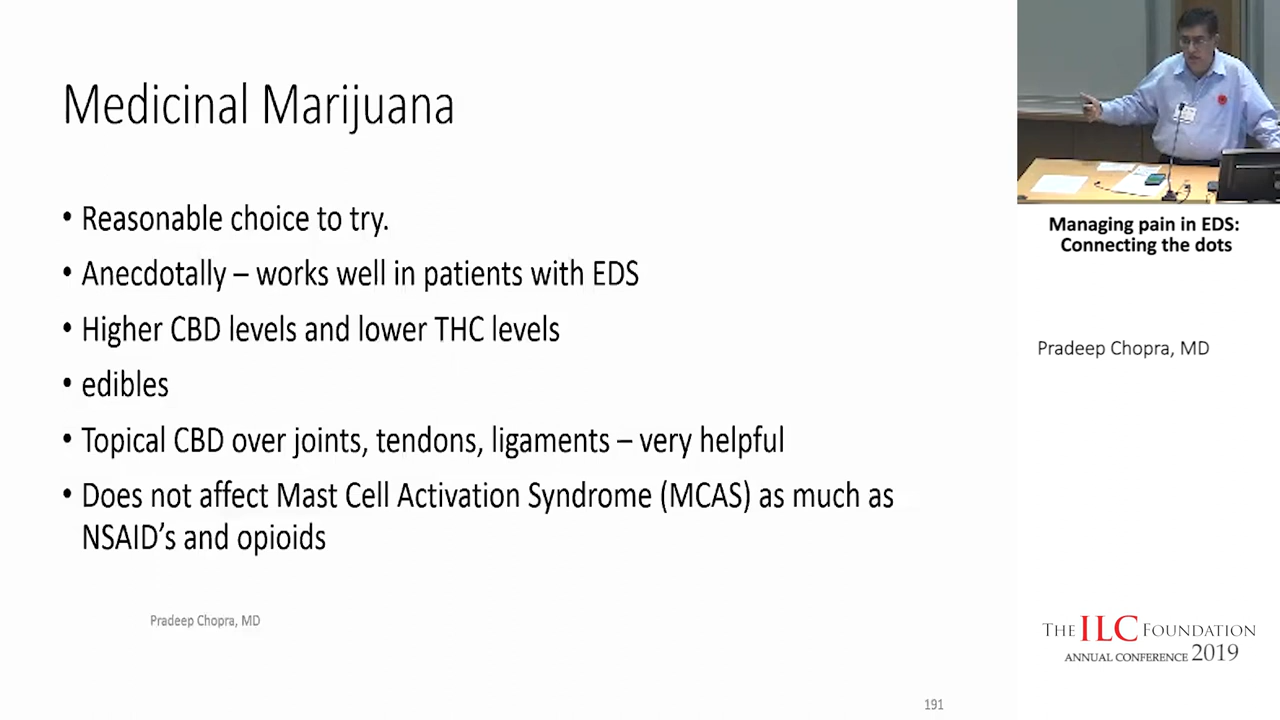 Medicinal Marijuana
• Reasonable choice to try.
• Anecdotally – works well in patients with EDS
• Higher CBD levels and lower THC levels
• edibles
• Topical CBD over joints, tendons, ligaments – very helpful
• Does not affect Mast Cell Activation Syndrome (MCAS) as much as
NSAID’s and opioids
Pradeep Chopra, MD
191
Managing pain in EDS:
Connecting the dots
Pradeep Chopra, MD
THE ILC FOUNDATION
ANNUAL CONFERENCE 2019